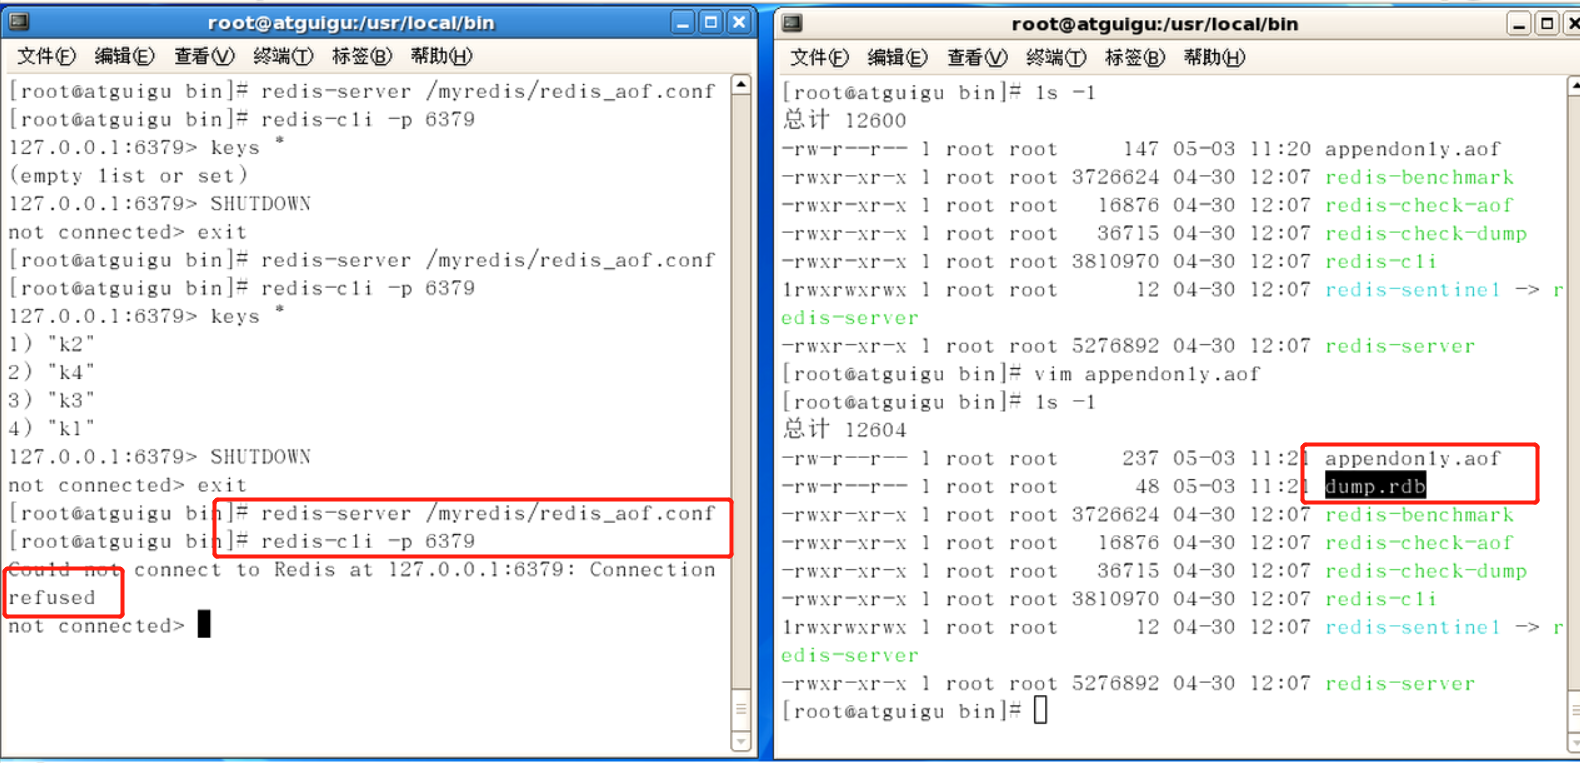 root@atguigu:/usr/local/bin
文件(F) 编辑(E) 查看(V) 终端(T) 标签(B) 帮助(H)
[root@atguigu bin]# redis-server /myredis/redis_aof.conf
[root@atguigu bin]# redis-cli -p 6379
127.0.0.1:6379> keys *
(empty list or set)
127.0.0.1:6379> SHUTDOWN
not connected> exit
[root@atguigu bin]# redis-server /myredis/redis_aof.conf
[root@atguigu bin]# redis-cli -p 6379
127.0.0.1:6379> keys *
1) "k2"
2) "k4"
3) "k3"
4) "k1"
127.0.0.1:6379> SHUTDOWN
not connected> exit
[root@atguigu bin]# redis-server /myredis/redis_aof.conf
[root@atguigu bin]# redis-cli -p 6379
Could not connect to Redis at 127.0.0.1:6379: Connection
refused
not connected>
root@atguigu:/usr/local/bin
文件(F) 编辑(E) 查看(V) 终端(T) 标签(B) 帮助(H)
[root@atguigu bin]# ls -l
总计 12600
-rw-r--r-- 1 root root 147 05-03 11:20 appendonly.aof
-rwxr-xr-x 1 root root 3726624 04-30 12:07 redis-benchmark
-rwxr-xr-x 1 root root 16876 04-30 12:07 redis-check-aof
-rwxr-xr-x 1 root root 36715 04-30 12:07 redis-check-dump
-rwxr-xr-x 1 root root 3810970 04-30 12:07 redis-cli
lrwxrwxrwx 1 root root 12 04-30 12:07 redis-sentinel -> r
edis-server
-rwxr-xr-x 1 root root 5276892 04-30 12:07 redis-server
[root@atguigu bin]# vim appendonly.aof
[root@atguigu bin]# ls -l
总计 12604
-rw-r--r-- 1 root root 237 05-03 11:21 appendonly.aof
-rw-r--r-- 1 root root 48 05-03 11:21 dump.rdb
-rwxr-xr-x 1 root root 3726624 04-30 12:07 redis-benchmark
-rwxr-xr-x 1 root root 16876 04-30 12:07 redis-check-aof
-rwxr-xr-x 1 root root 36715 04-30 12:07 redis-check-dump
-rwxr-xr-x 1 root root 3810970 04-30 12:07 redis-cli
lrwxrwxrwx 1 root root 12 04-30 12:07 redis-sentinel -> r
edis-server
-rwxr-xr-x 1 root root 5276892 04-30 12:07 redis-server
[root@atguigu bin]#